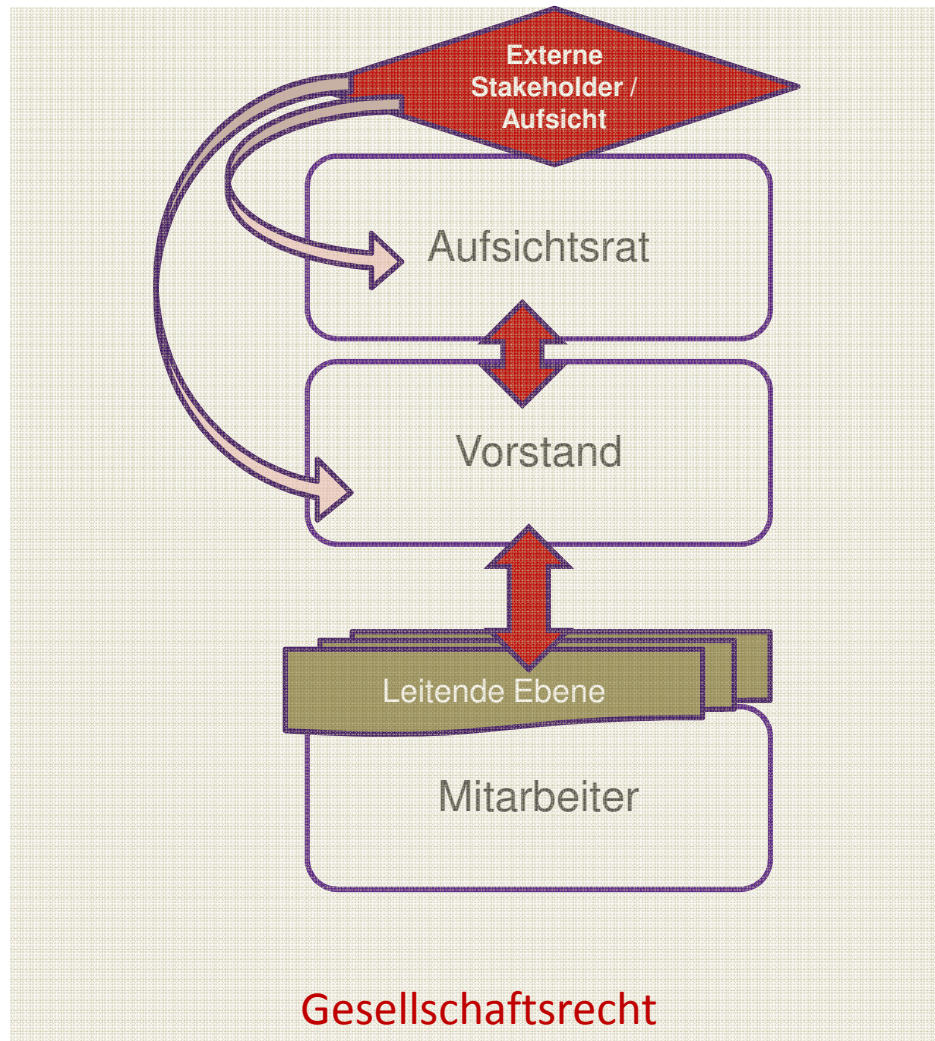 Externe
Stakeholder /
Aufsicht
Aufsichtsrat
Vorstand
Leitende Ebene
Mitarbeiter
Gesellschaftsrecht